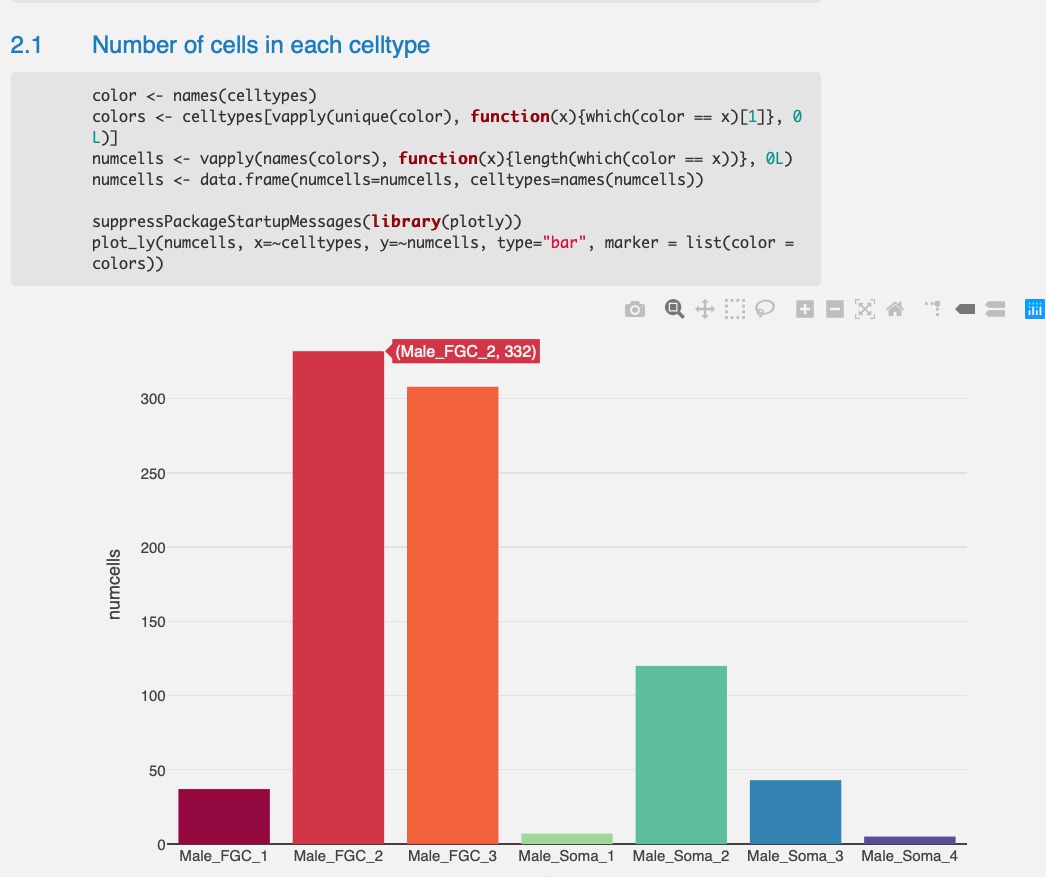 2.1 Number of cells in each celltype
color <- names(celltypes)
colors <- celltypes[vapply(unique(color), function(x){which(color == x)[1]}, 0
L)]
numcells <- vapply(names(colors), function(x){length(which(color == x))}, 0L)
numcells <- data.frame(numcells=numcells, celltypes=names(numcells))
suppressPackageStartupMessages(library(plotly))
plot_ly(numcells, x=~celltypes, y=~numcells, type="bar", marker = list(color =
colors))
(Male_FGC_2, 332)
300
250
200
150
100
50
0
numcells
Male_FGC_1 Male_FGC_2 Male_FGC_3 Male_Soma_1 Male_Soma_2 Male_Soma_3 Male_Soma_4